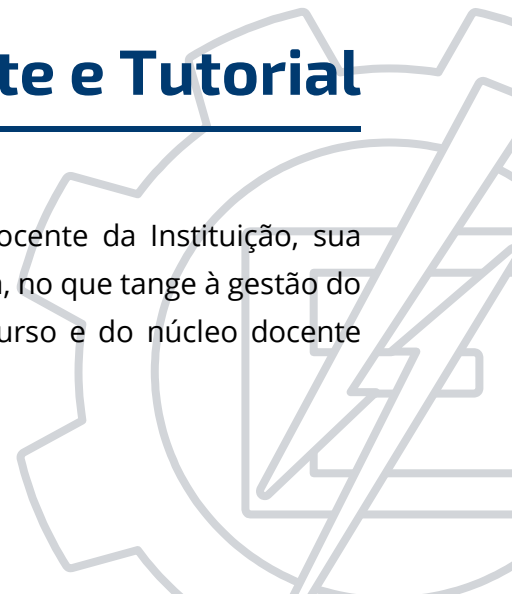 te e Tutorial
ocente da Instituição, sua
, no que tange à gestão do
urso e do núcleo docente